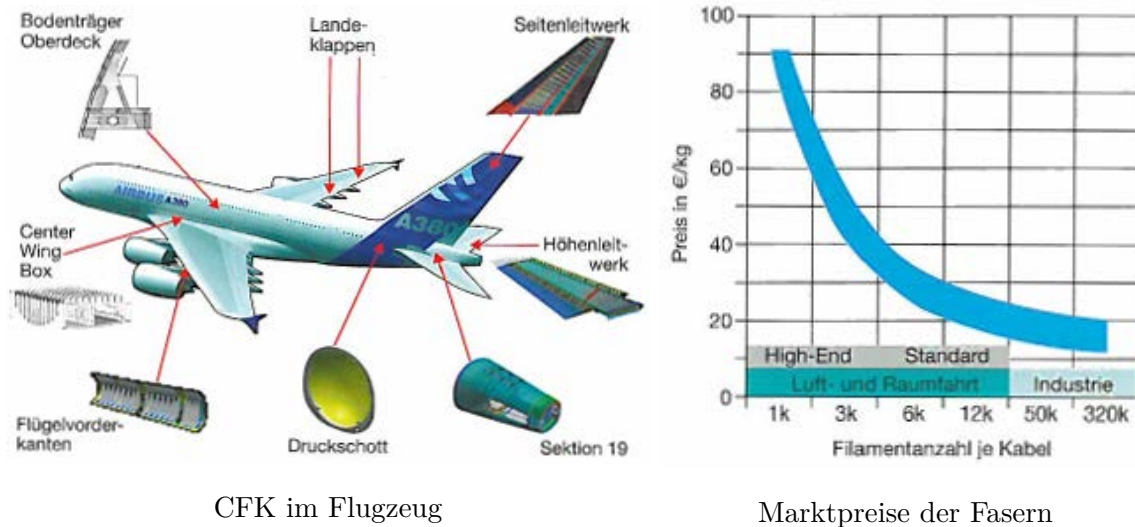 Bodenträger
Oberdeck
Lande-
klappen
Seitenleitwerk
AIRBUS A380
A380
Center
Wing
Box
Höhenleit-
werk
Flügelvorder-
kanten
Druckschott
Sektion 19
CFK im Flugzeug
Preis in €/kg
100
80
60
40
20
0
High-End
Standard
Luft- und Raumfahrt
Industrie
1k
3k
6k
12k
50k
320k
Filamentanzahl je Kabel
Marktpreise der Fasern